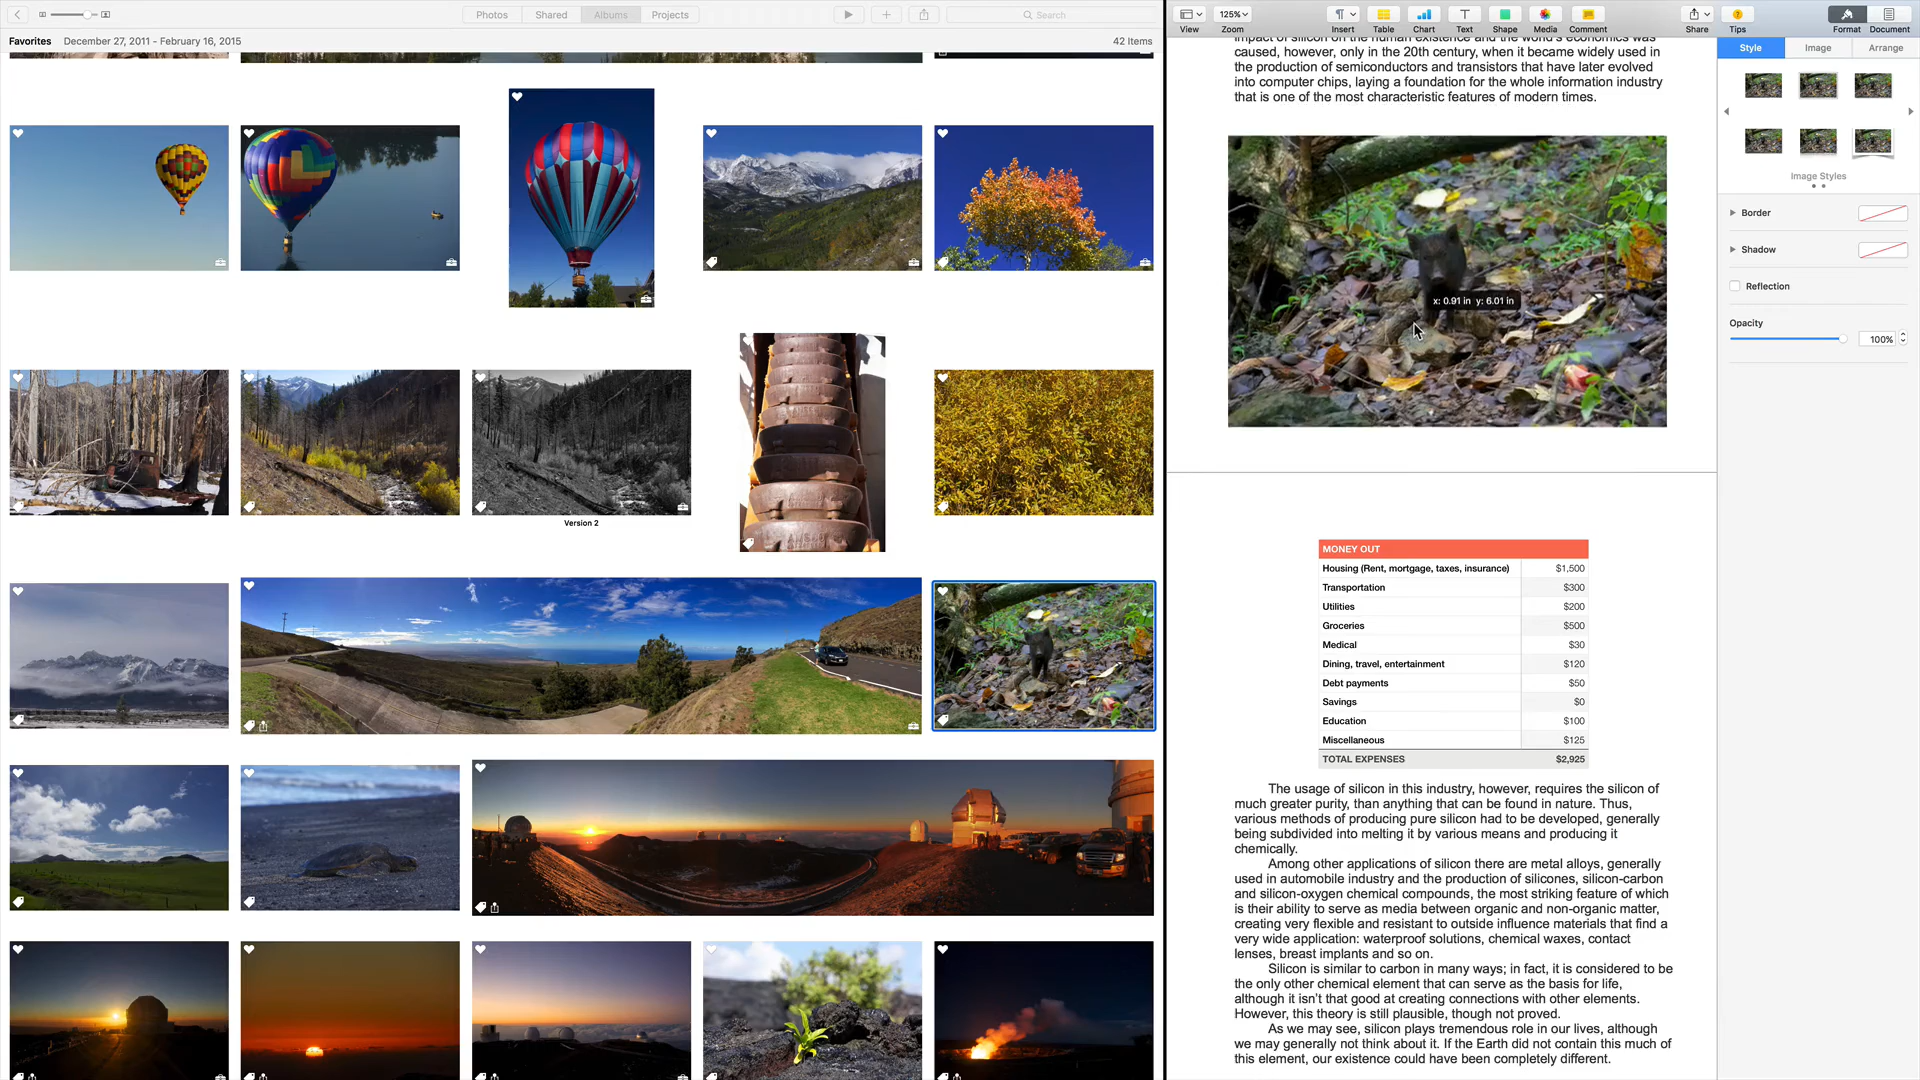 Photos
Shared
Albums
Projects
Search
Favorites
December 27, 2011 - February 16, 2015
42 Items
Version 2
125%
View
Zoom
Insert
Table
Chart
Text
Shape
Media
Comment
Share
Tips
Format
Document
impact of silicon on the human existence and the world's economics was
caused, however, only in the 20th century, when it became widely used in
the production of semiconductors and transistors that have later evolved
into computer chips, laying a foundation for the whole information industry
that is one of the most characteristic features of modern times.
x: 0.91 in y: 6.01 in
MONEY OUT
Housing (Rent, mortgage, taxes, insurance) $1,500
Transportation $300
Utilities $200
Groceries $500
Medical $30
Dining, travel, entertainment $120
Debt payments $50
Savings $0
Education $100
Miscellaneous $125
TOTAL EXPENSES $2,925
The usage of silicon in this industry, however, requires the silicon of
much greater purity, than anything that can be found in nature. Thus,
various methods of producing pure silicon had to be developed, generally
being subdivided into melting it by various means and producing it
chemically.
Among other applications of silicon there are metal alloys, generally
used in automobile industry and the production of silicones, silicon-carbon
and silicon-oxygen chemical compounds, the most striking feature of which
is their ability to serve as media between organic and non-organic matter,
creating very flexible and resistant to outside influence materials that find a
very wide application: waterproof solutions, chemical waxes, contact
lenses, breast implants and so on.
Silicon is similar to carbon in many ways; in fact, it is considered to be
the only other chemical element that can serve as the basis for life,
although it isn't that good at creating connections with other elements.
However, this theory is still plausible, though not proved.
As we may see, silicon plays tremendous role in our lives, although
we may generally not think about it. If the Earth did not contain this much of
this element, our existence could have been completely different.
Style
Image
Arrange
Image Styles
Border
Shadow
Reflection
Opacity
100%